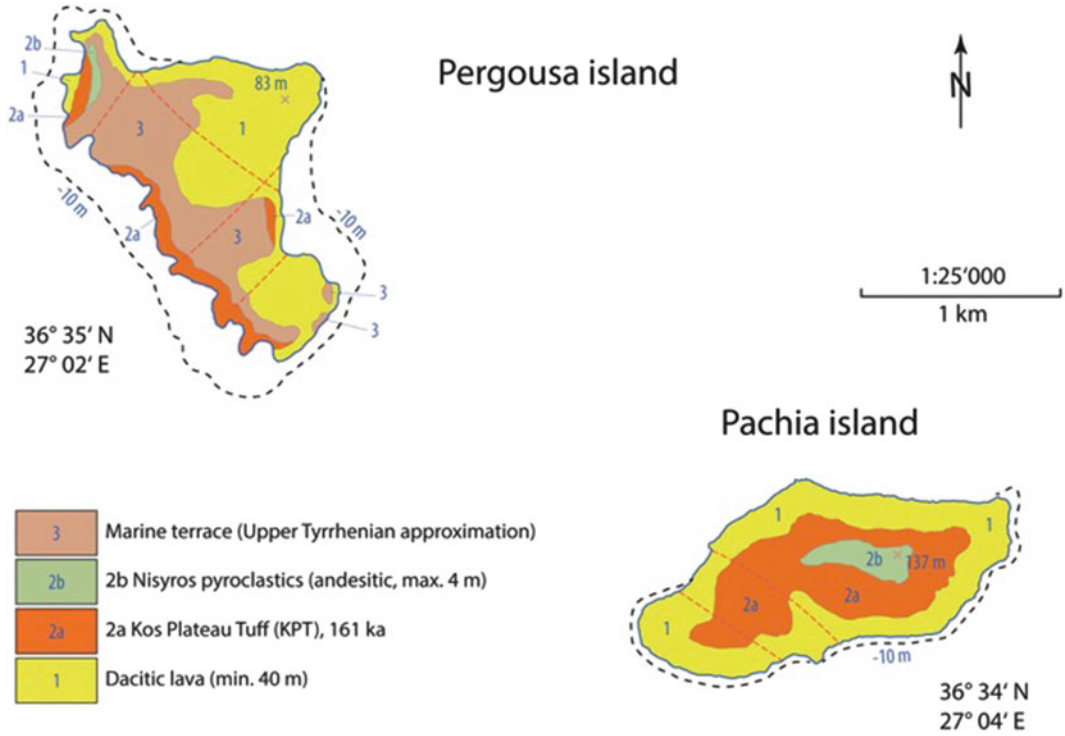 Pergousa island
N
2b
1
2a
83 m
3
1
-10 m
2a
3
2a
-10 m
3
3
36° 35′ N
27° 02′ E
1:25′000
1 km
Pachia island
1
1
2b
137 m
2a
2a
1
-10 m
36° 34′ N
27° 04′ E
3 Marine terrace (Upper Tyrrhenian approximation)
2b 2b Nisyros pyroclastics (andesitic, max. 4 m)
2a 2a Kos Plateau Tuff (KPT), 161 ka
1 Dacitic lava (min. 40 m)